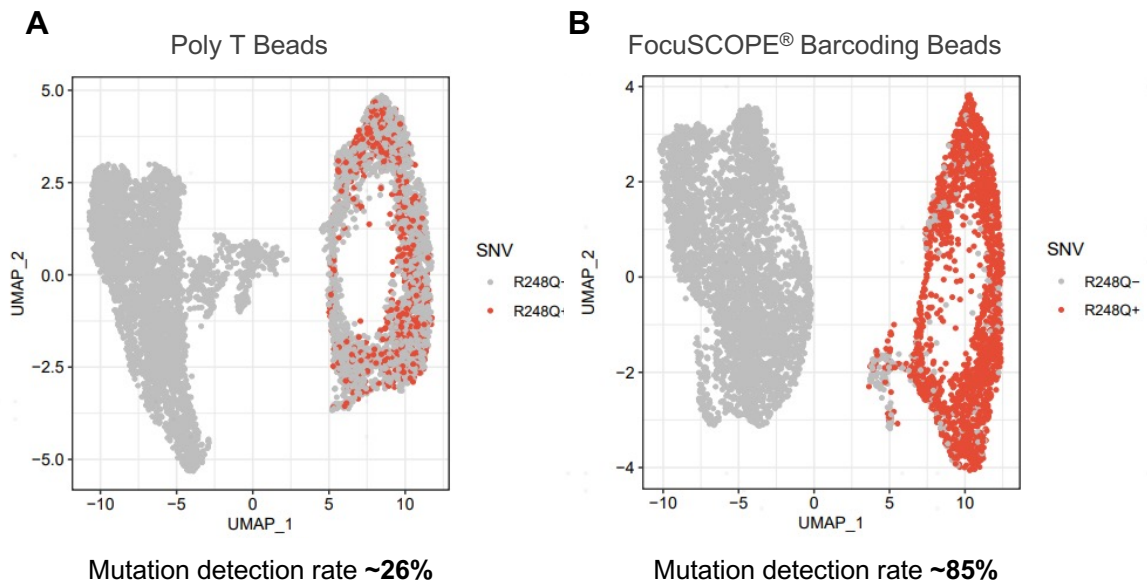 A
Poly T Beads
5.0
2.5
0.0
−2.5
−5.0
UMAP_2
−10
−5
0
5
10
UMAP_1
SNV
R248Q-
R248Q+
Mutation detection rate ~26%
B
FocuSCOPE® Barcoding Beads
4
2
0
−2
−4
UMAP_2
−10
−5
0
5
10
UMAP_1
SNV
R248Q−
R248Q+
Mutation detection rate ~85%